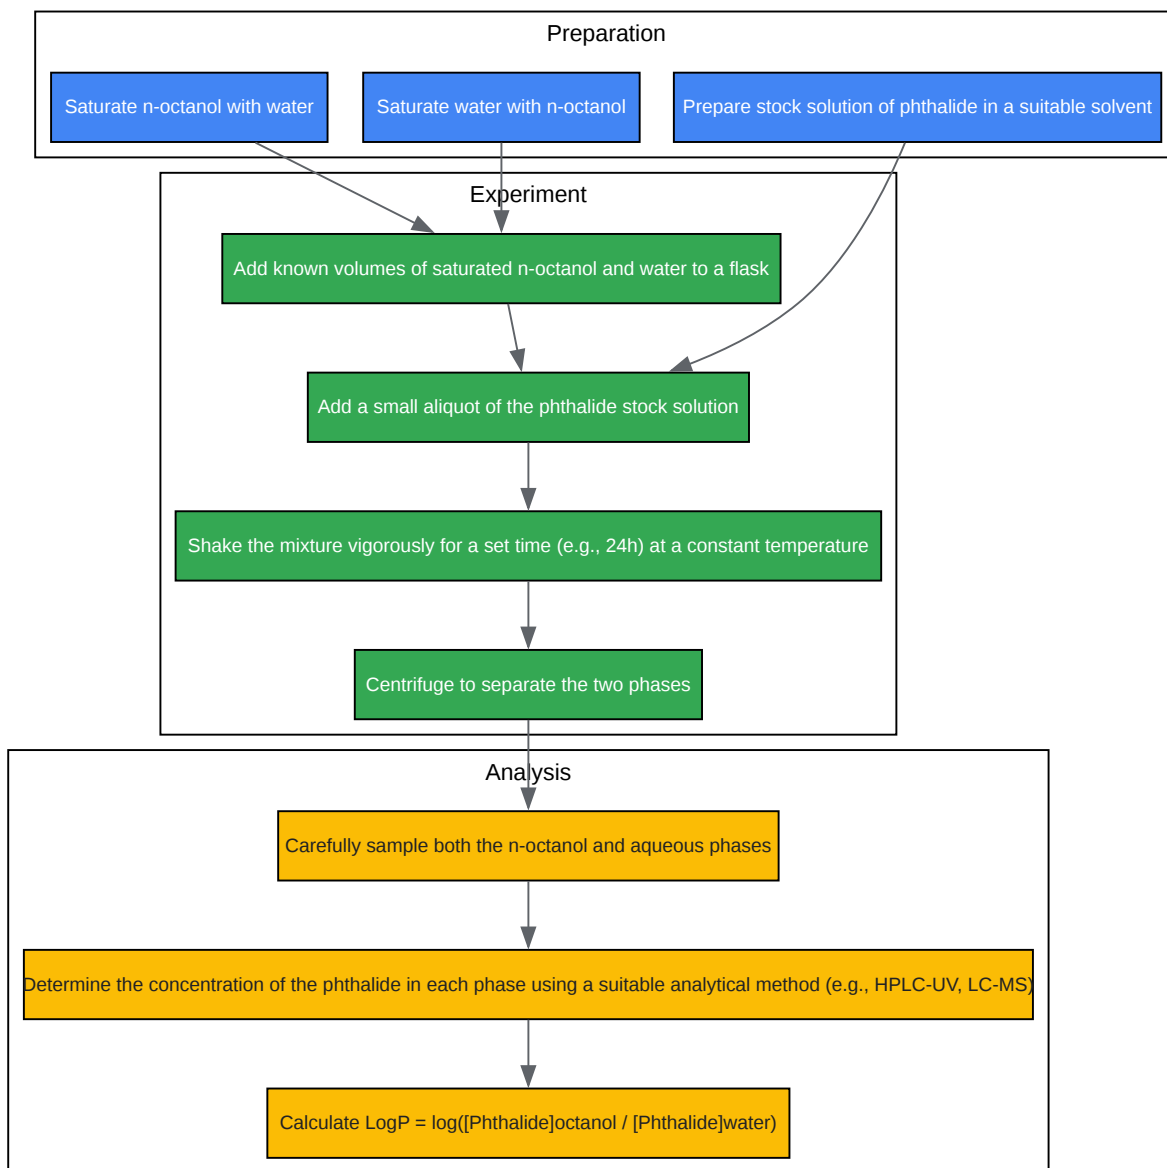 Preparation
Saturate n-octanol with water
Saturate water with n-octanol
Prepare stock solution of phthalide in a suitable solvent
Experiment
Add known volumes of saturated n-octanol and water to a flask
Add a small aliquot of the phthalide stock solution
Shake the mixture vigorously for a set time (e.g., 24h) at a constant temperature
Centrifuge to separate the two phases
Analysis
Carefully sample both the n-octanol and aqueous phases
Determine the concentration of the phthalide in each phase using a suitable analytical method (e.g., HPLC-UV, LC-MS)
Calculate LogP = log([Phthalide]octanol / [Phthalide]water)